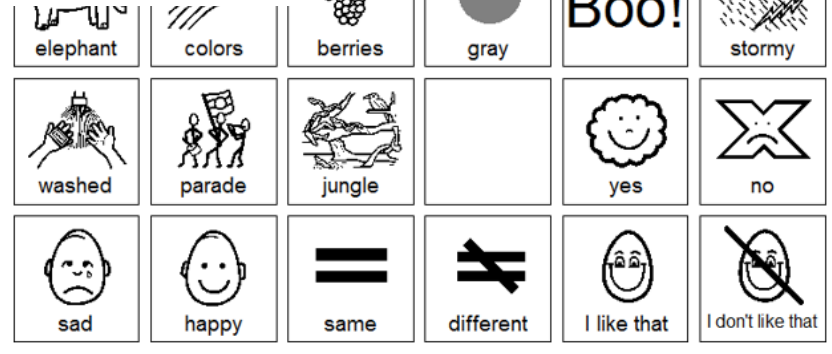 elephant colors berries gray Boo! stormy
washed parade jungle yes no
sad happy same different I like that I don't like that